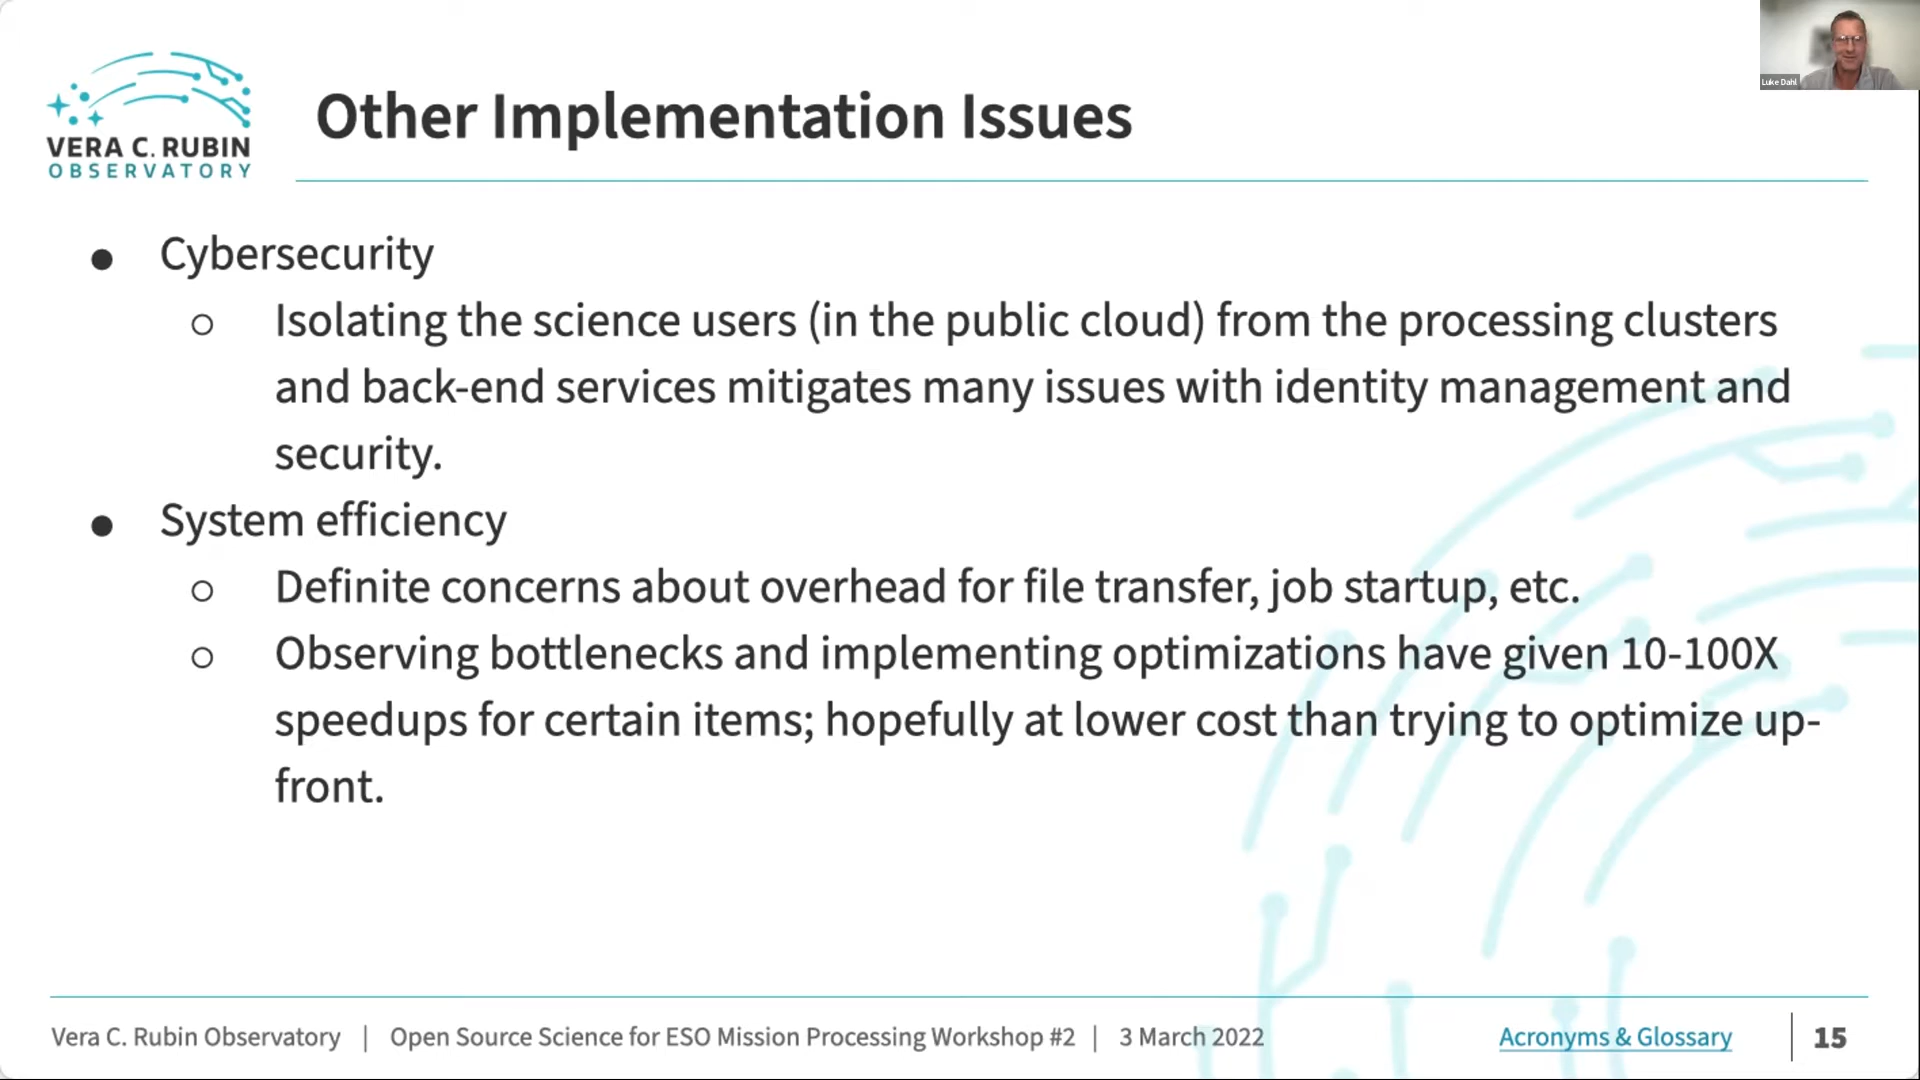 Luke Dahl
VERA C. RUBIN
OBSERVATORY
Other Implementation Issues
● Cybersecurity
○ Isolating the science users (in the public cloud) from the processing clusters
and back-end services mitigates many issues with identity management and
security.
● System efficiency
○ Definite concerns about overhead for file transfer, job startup, etc.
○ Observing bottlenecks and implementing optimizations have given 10-100X
speedups for certain items; hopefully at lower cost than trying to optimize up-
front.
Vera C. Rubin Observatory | Open Source Science for ESO Mission Processing Workshop #2 | 3 March 2022 Acronyms & Glossary | 15